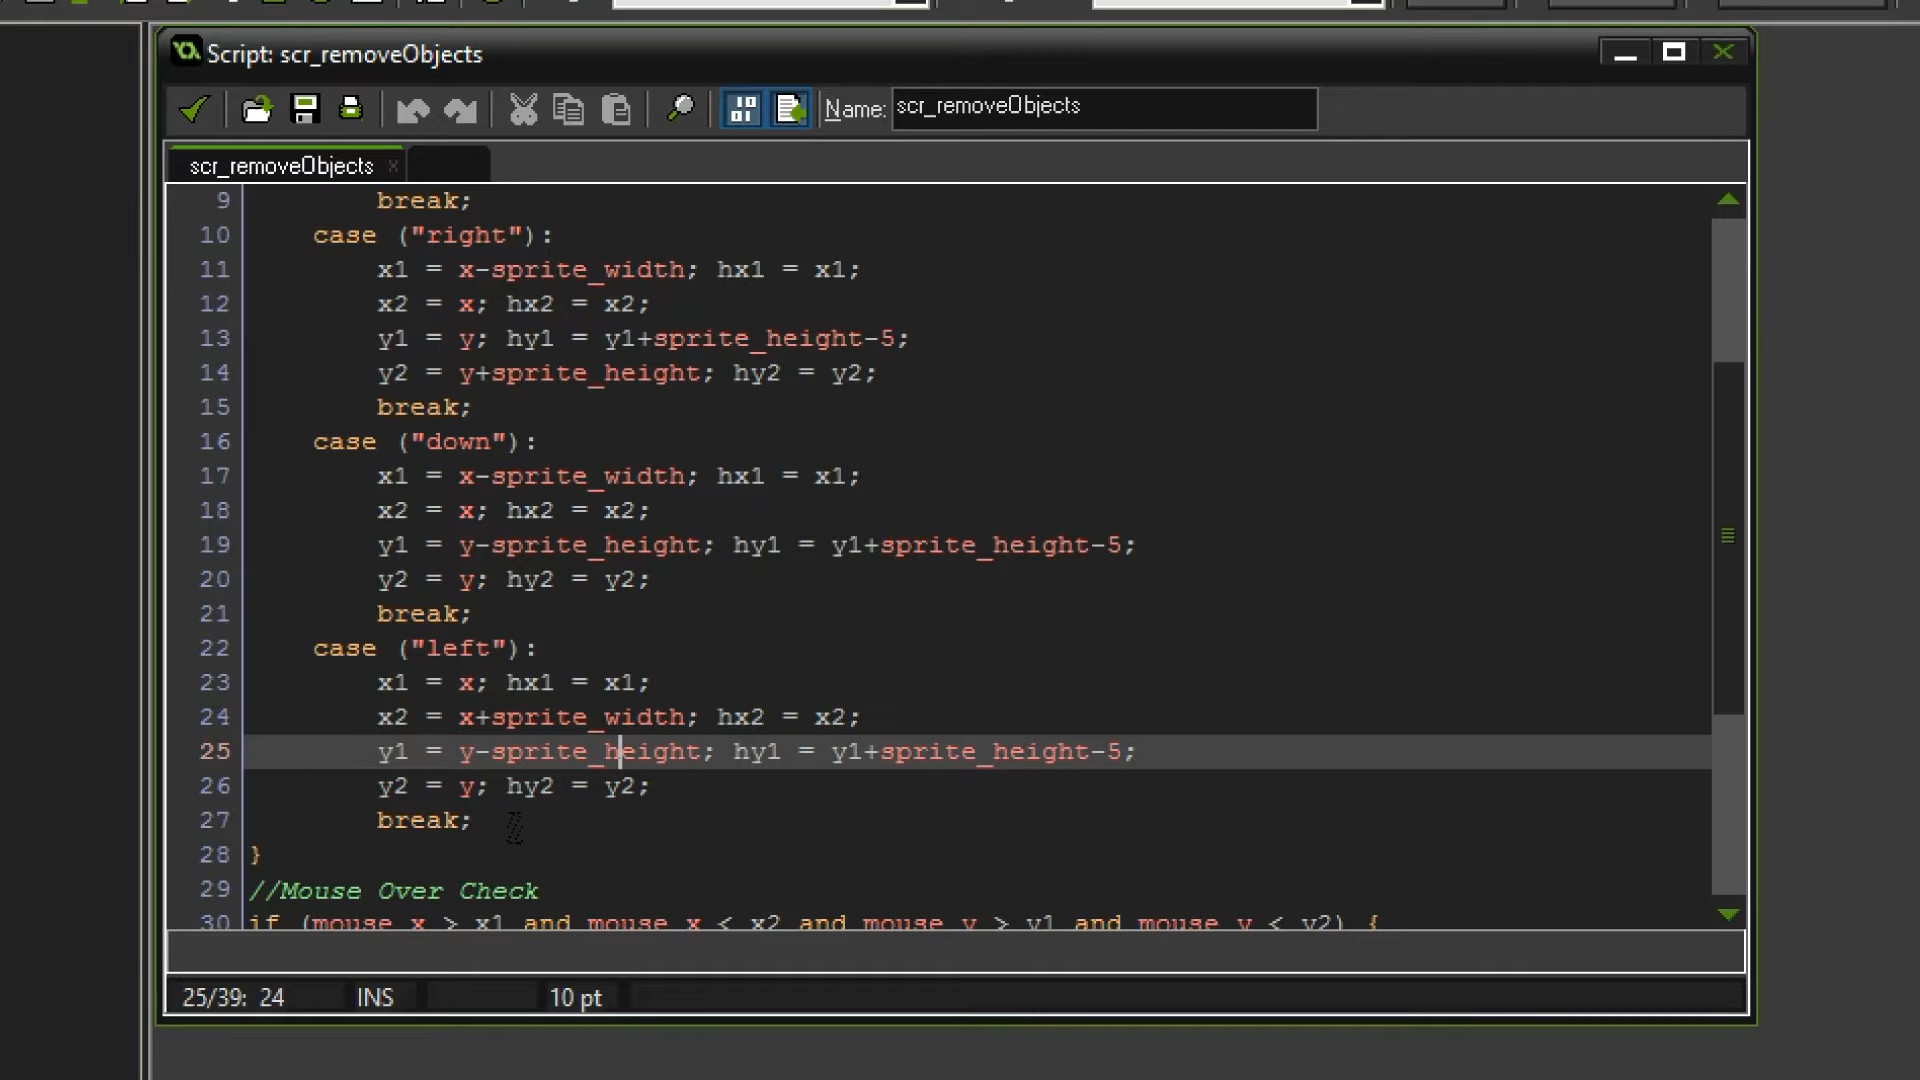 Script: scr_removeObjects
Name: scr_removeObjects
scr_removeObjects x
9 break;
10 case ("right"):
11 x1 = x-sprite_width; hx1 = x1;
12 x2 = x; hx2 = x2;
13 y1 = y; hy1 = y1+sprite_height-5;
14 y2 = y+sprite_height; hy2 = y2;
15 break;
16 case ("down"):
17 x1 = x-sprite_width; hx1 = x1;
18 x2 = x; hx2 = x2;
19 y1 = y-sprite_height; hy1 = y1+sprite_height-5;
20 y2 = y; hy2 = y2;
21 break;
22 case ("left"):
23 x1 = x; hx1 = x1;
24 x2 = x+sprite_width; hx2 = x2;
25 y1 = y-sprite_height; hy1 = y1+sprite_height-5;
26 y2 = y; hy2 = y2;
27 break;
28 }
29 //Mouse Over Check
30 if (mouse_x > x1 and mouse_x < x2 and mouse_y > y1 and mouse_y < y2) {
25/39: 24 INS 10 pt